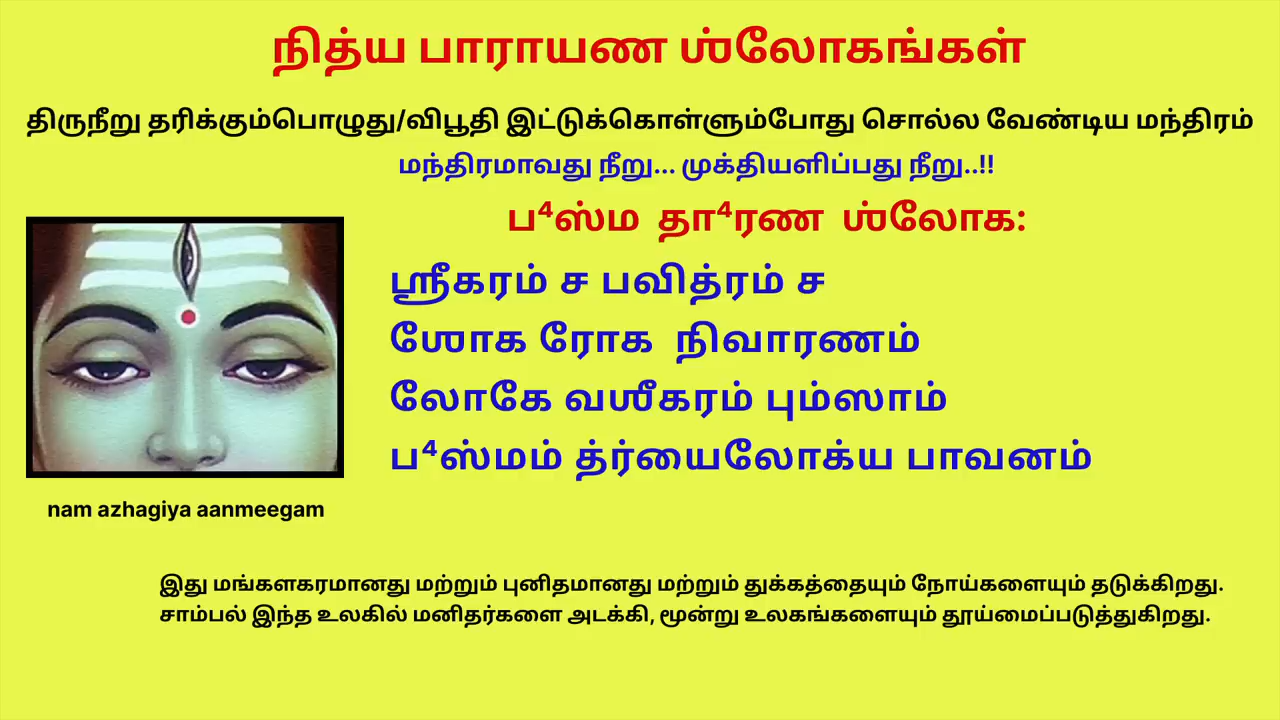 நித்ய பாராயண ஶ்லோகங்கள்
திருநீறு தரிக்கும்பொழுது/விபூதி இட்டுக்கொள்ளும்போது சொல்ல வேண்டிய மந்திரம்
மந்திரமாவது நீறு... முக்தியளிப்பது நீறு..!!
ப⁴ஸ்ம தா⁴ரண ஶ்லோக:
ஸ்ரீகரம் ச பவித்ரம் ச
ஶோக ரோக நிவாரணம்
லோகே வஶீகரம் பும்ஸாம்
ப⁴ஸ்மம் த்ர்யைலோக்ய பாவனம்
nam azhagiya aanmeegam
இது மங்களகரமானது மற்றும் புனிதமானது மற்றும் துக்கத்தையும் நோய்களையும் தடுக்கிறது.
சாம்பல் இந்த உலகில் மனிதர்களை அடக்கி, மூன்று உலகங்களையும் தூய்மைப்படுத்துகிறது.